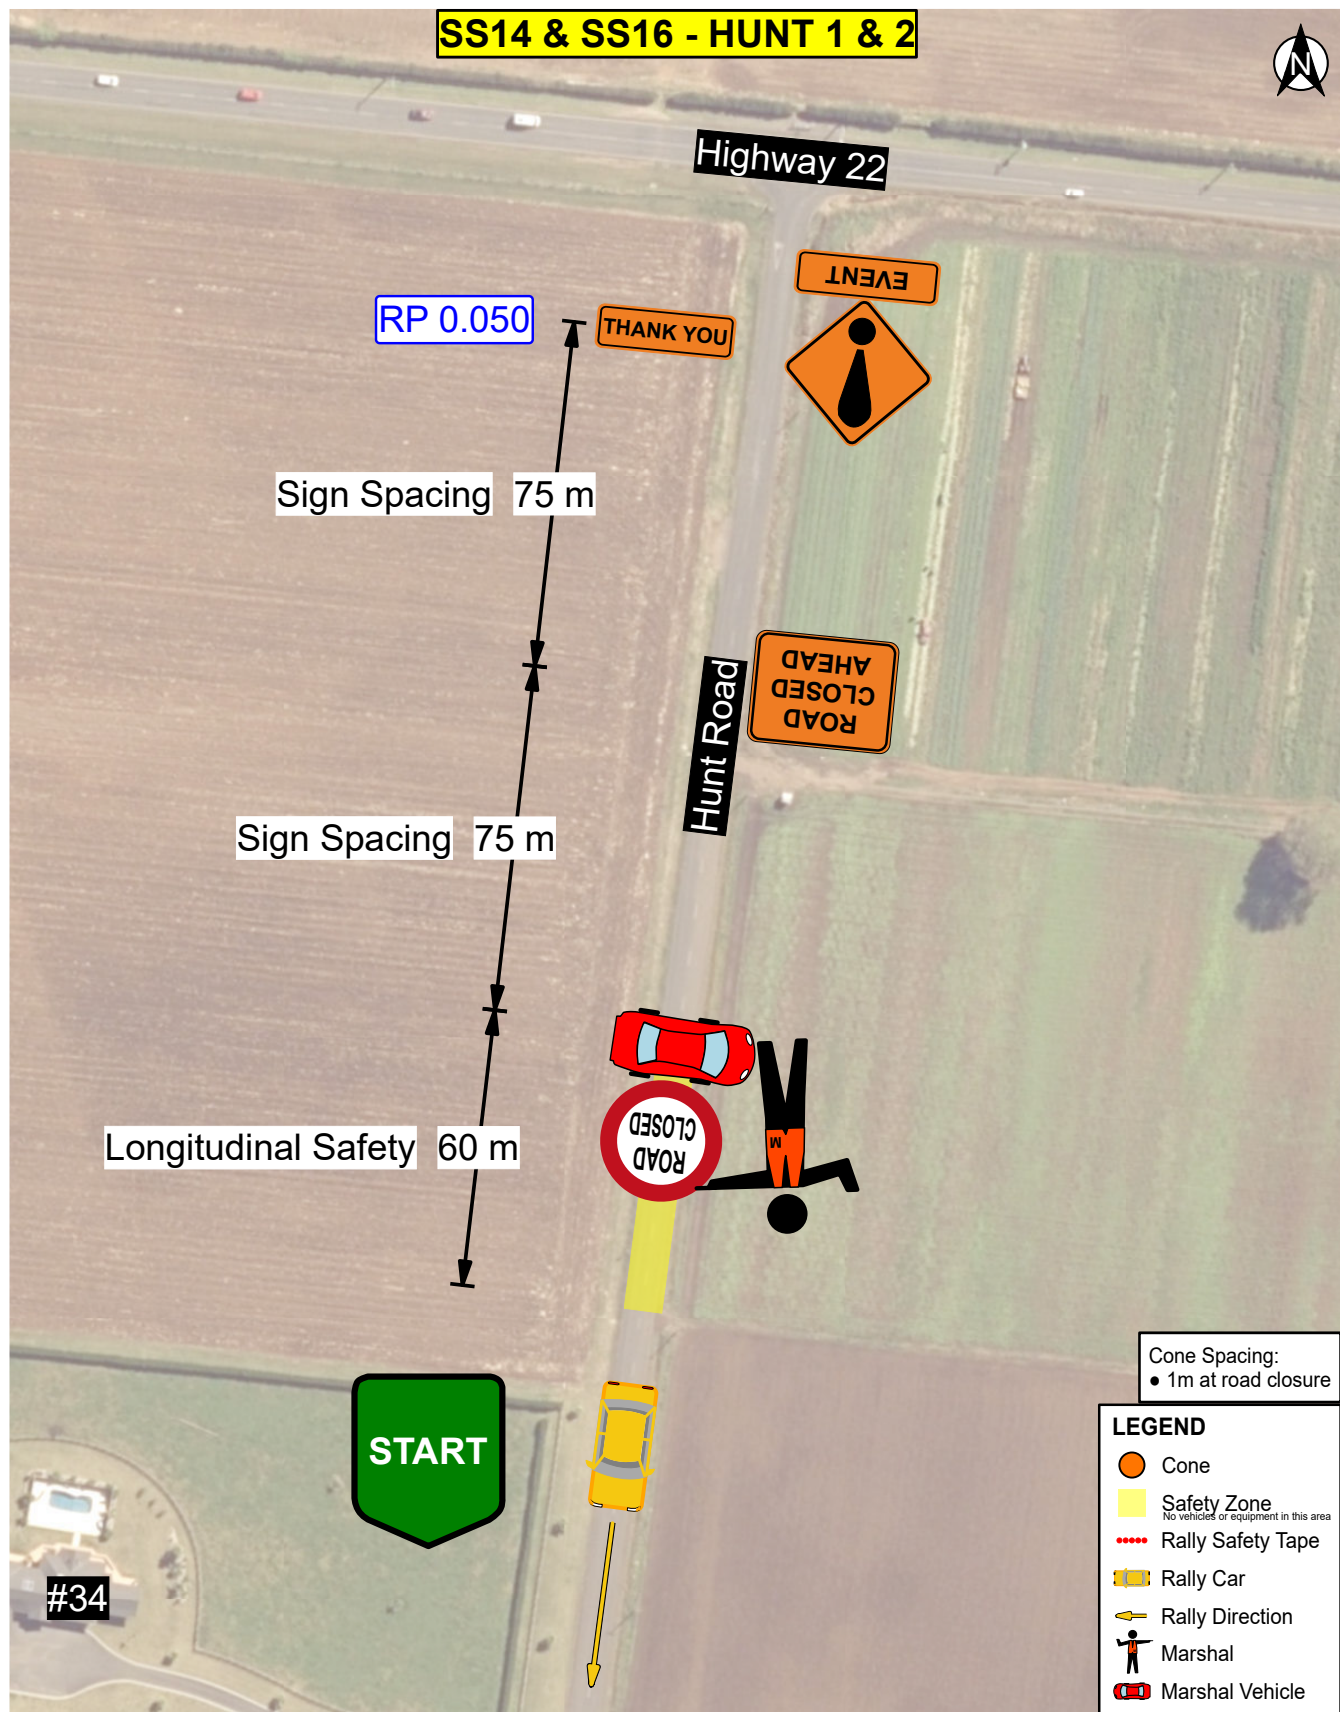 SS14 & SS16 - HUNT 1 & 2
N
Highway 22
EVENT
RP 0.050
THANK YOU
Sign Spacing 75 m
ROAD
CLOSED
AHEAD
Hunt Road
Sign Spacing 75 m
ROAD
CLOSED
M
Longitudinal Safety 60 m
START
#34
Cone Spacing:
● 1m at road closure
LEGEND
Cone
Safety Zone
No vehicles or equipment in this area
Rally Safety Tape
Rally Car
Rally Direction
Marshal
Marshal Vehicle